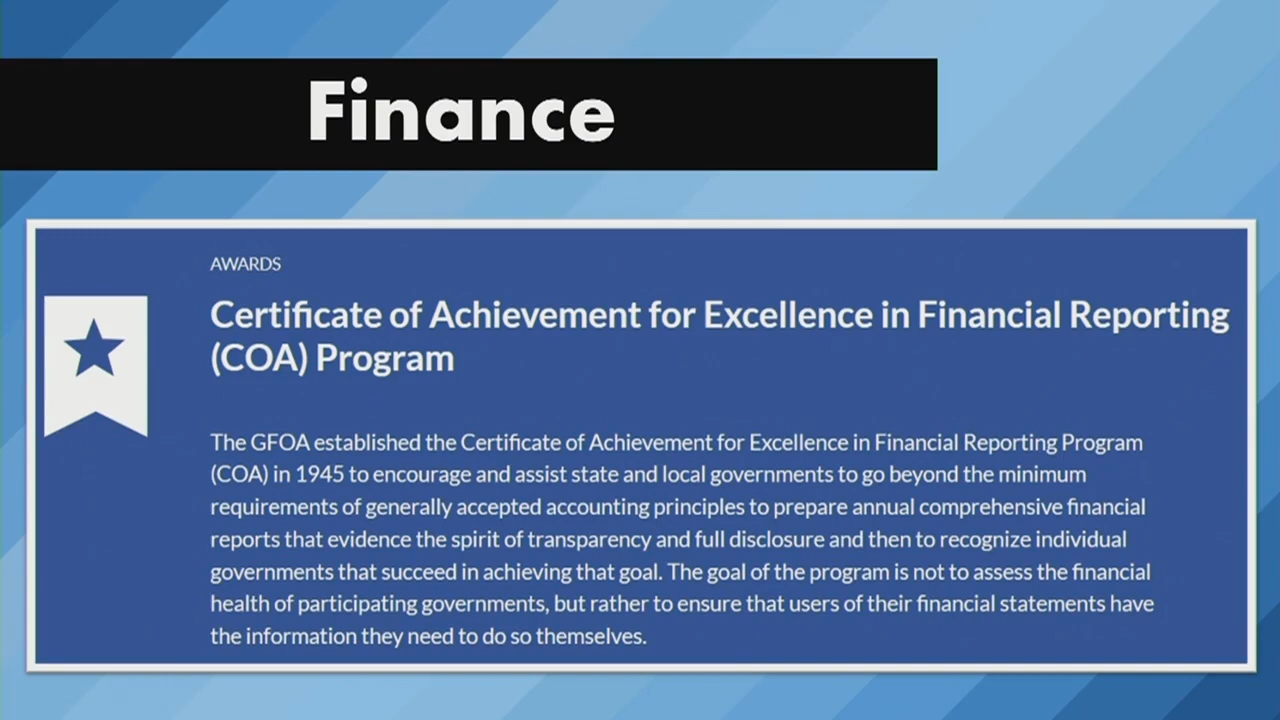 Finance
AWARDS
Certificate of Achievement for Excellence in Financial Reporting
(COA) Program
The GFOA established the Certificate of Achievement for Excellence in Financial Reporting Program
(COA) in 1945 to encourage and assist state and local governments to go beyond the minimum
requirements of generally accepted accounting principles to prepare annual comprehensive financial
reports that evidence the spirit of transparency and full disclosure and then to recognize individual
governments that succeed in achieving that goal. The goal of the program is not to assess the financial
health of participating governments, but rather to ensure that users of their financial statements have
the information they need to do so themselves.